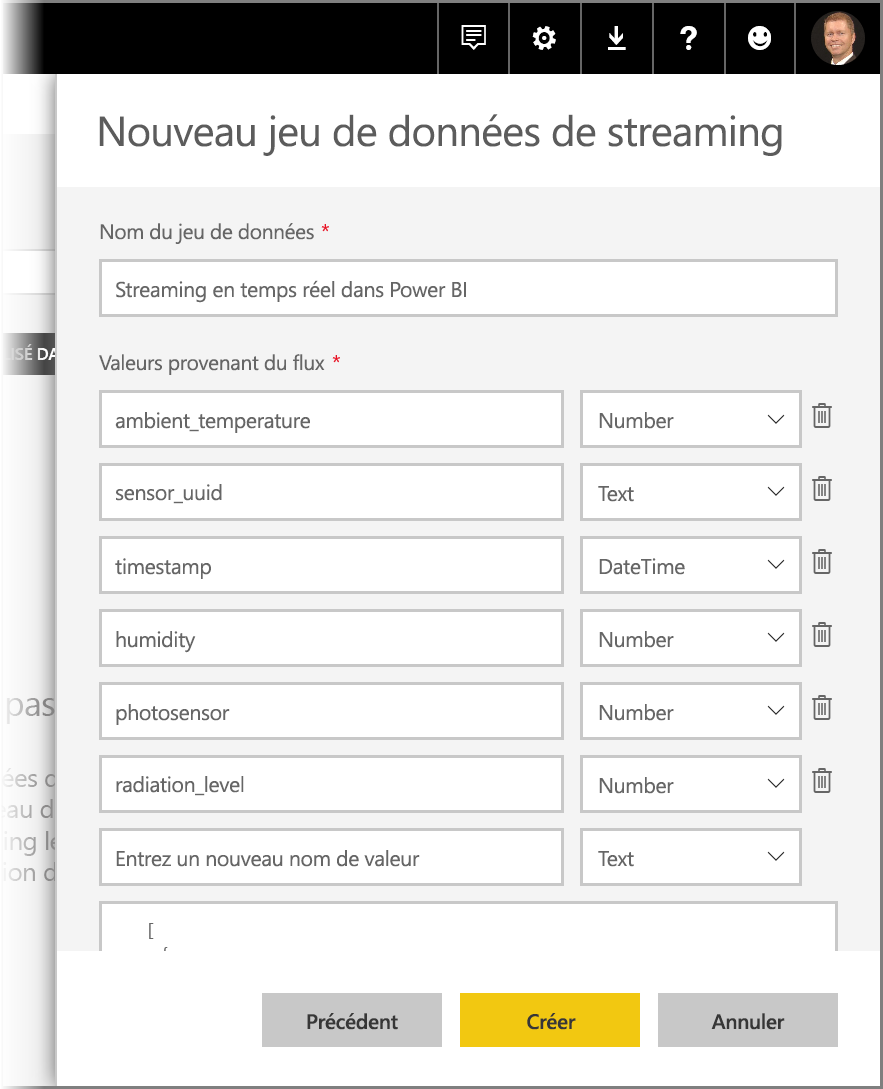 Nouveau jeu de données de streaming
Nom du jeu de données *
Streaming en temps réel dans Power BI
Valeurs provenant du flux *
ambient_temperature Number
sensor_uuid Text
timestamp DateTime
humidity Number
photosensor Number
radiation_level Number
Entrez un nouveau nom de valeur Text
[
Précédent Créer Annuler
ISÉ DA
pas
ées d
eau d
ing le
ion d